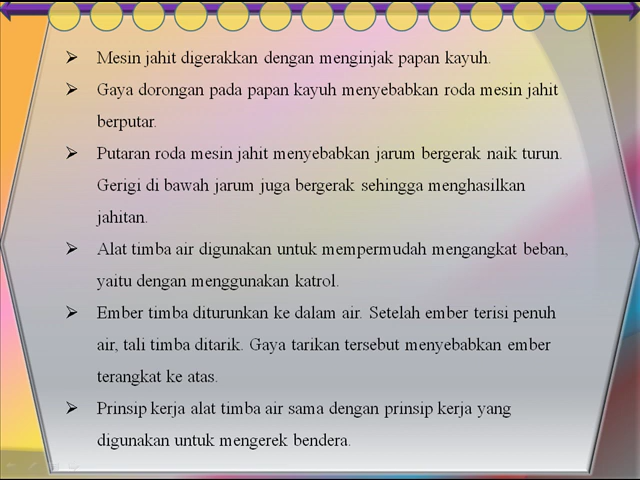 ➢ Mesin jahit digerakkan dengan menginjak papan kayuh.
➢ Gaya dorongan pada papan kayuh menyebabkan roda mesin jahit
berputar.
➢ Putaran roda mesin jahit menyebabkan jarum bergerak naik turun.
Gerigi di bawah jarum juga bergerak sehingga menghasilkan
jahitan.
➢ Alat timba air digunakan untuk mempermudah mengangkat beban,
yaitu dengan menggunakan katrol.
➢ Ember timba diturunkan ke dalam air. Setelah ember terisi penuh
air, tali timba ditarik. Gaya tarikan tersebut menyebabkan ember
terangkat ke atas.
➢ Prinsip kerja alat timba air sama dengan prinsip kerja yang
digunakan untuk mengerek bendera.